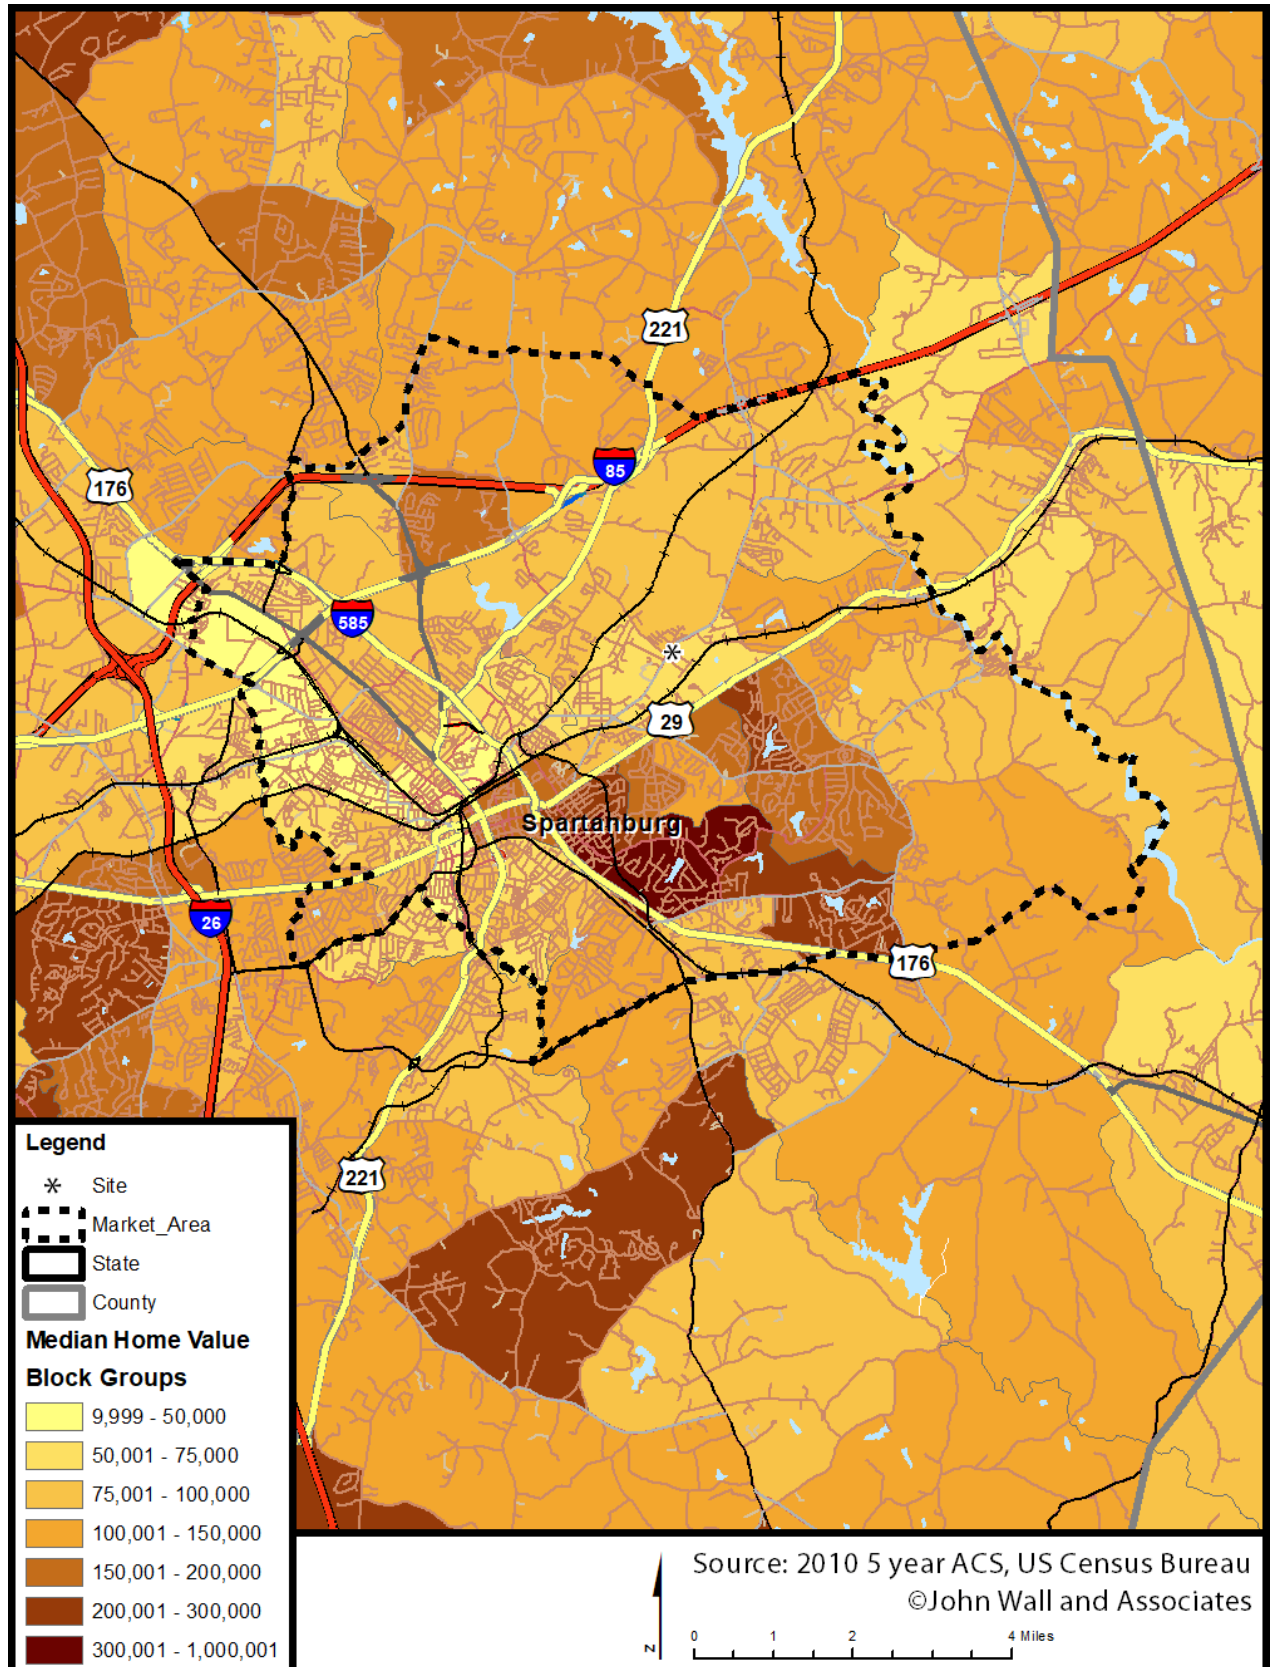 221
85
176
585
29
Spartanburg
26
176
221
Legend
Site
Market_Area
State
County
Median Home Value
Block Groups
9,999 - 50,000
50,001 - 75,000
75,001 - 100,000
100,001 - 150,000
150,001 - 200,000
200,001 - 300,000
300,001 - 1,000,001
Source: 2010 5 year ACS, US Census Bureau
©John Wall and Associates
N
0 1 2 4 Miles